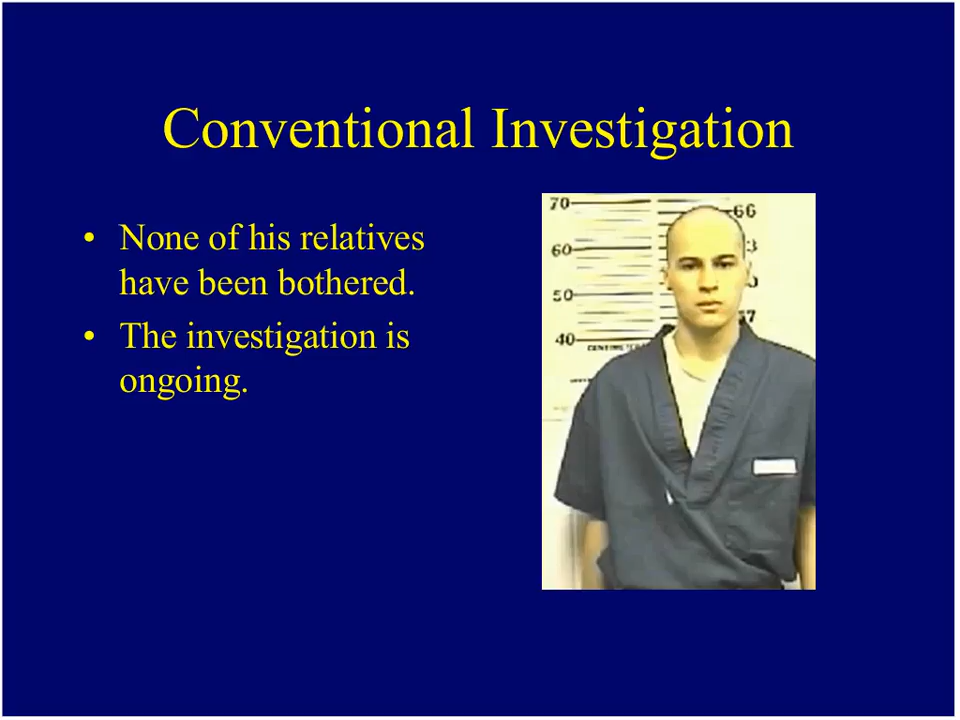 Conventional Investigation
• None of his relatives
have been bothered.
• The investigation is
ongoing.
70
66
60
50
40